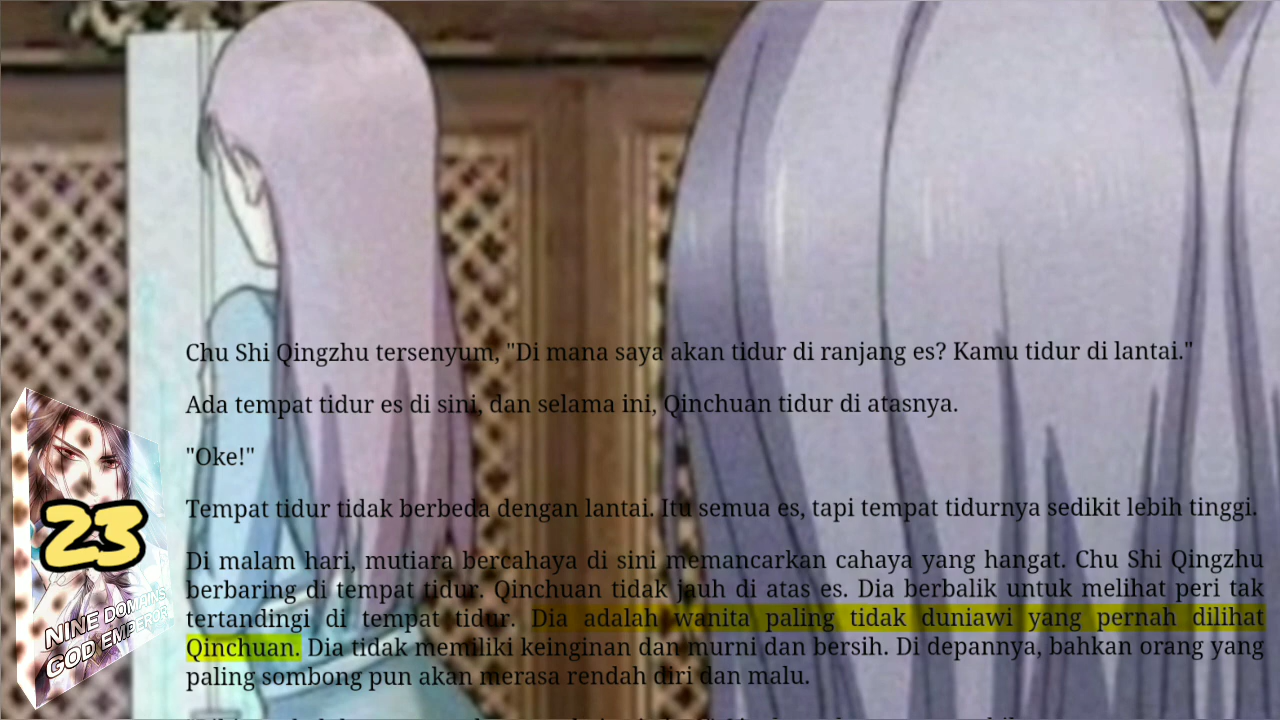 Chu Shi Qingzhu tersenyum, "Di mana saya akan tidur di ranjang es? Kamu tidur di lantai."
Ada tempat tidur es di sini, dan selama ini, Qinchuan tidur di atasnya.
"Oke!"
Tempat tidur tidak berbeda dengan lantai. Itu semua es, tapi tempat tidurnya sedikit lebih tinggi.
Di malam hari, mutiara bercahaya di sini memancarkan cahaya yang hangat. Chu Shi Qingzhu
berbaring di tempat tidur. Qinchuan tidak jauh di atas es. Dia berbalik untuk melihat peri tak
tertandingi di tempat tidur. Dia adalah wanita paling tidak duniawi yang pernah dilihat
Qinchuan. Dia tidak memiliki keinginan dan murni dan bersih. Di depannya, bahkan orang yang
paling sombong pun akan merasa rendah diri dan malu.
23
NINE DOMAINS
GOD EMPEROR